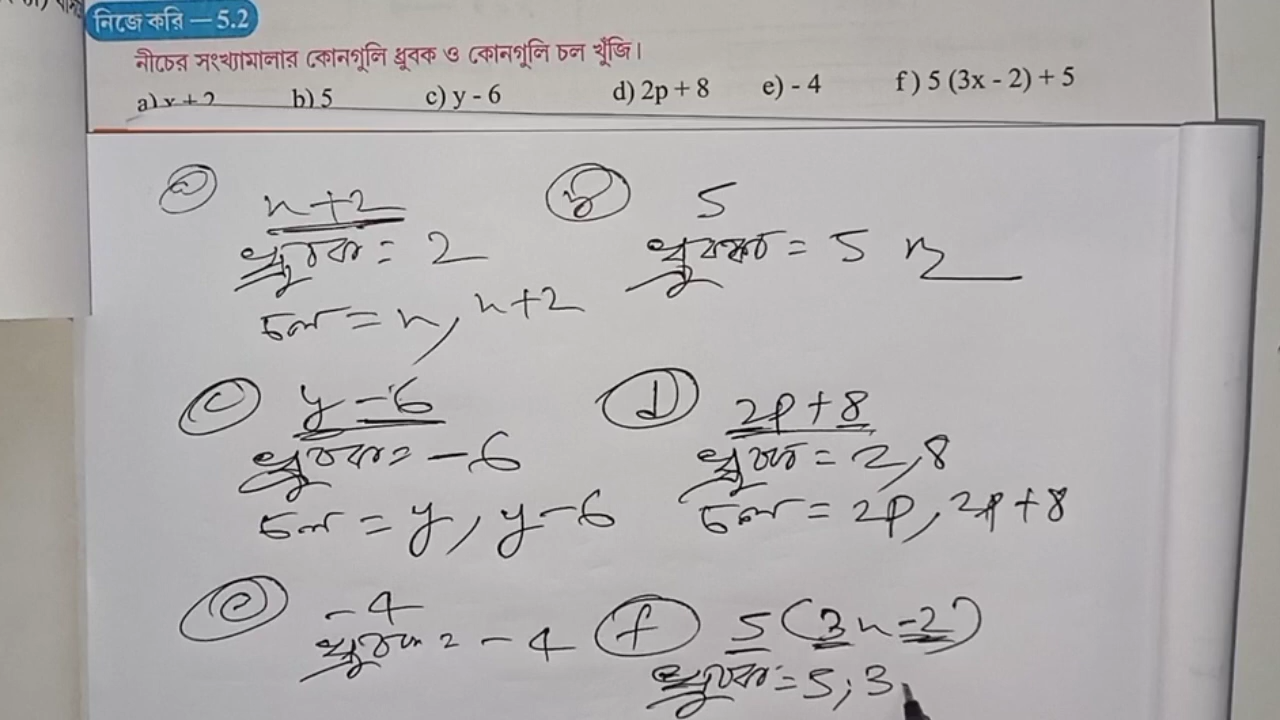 নিজে করি — 5.2
নীচের সংখ্যামালার কোনগুলি ধ্রুবক ও কোনগুলি চল খুঁজি।
a) x + 2 b) 5 c) y - 6 d) 2p + 8 e) - 4 f) 5 (3x - 2) + 5
a x+2
ধ্রুবক = 2
চল = x, x+2
b 5
ধ্রুবক = 5
c y-6
ধ্রুবক = -6
চল = y, y-6
d 2p+8
ধ্রুবক = 2,8
চল = 2p, 2p+8
e -4
ধ্রুবক = -4
f 5(3x-2)
ধ্রুবক = 5, 3